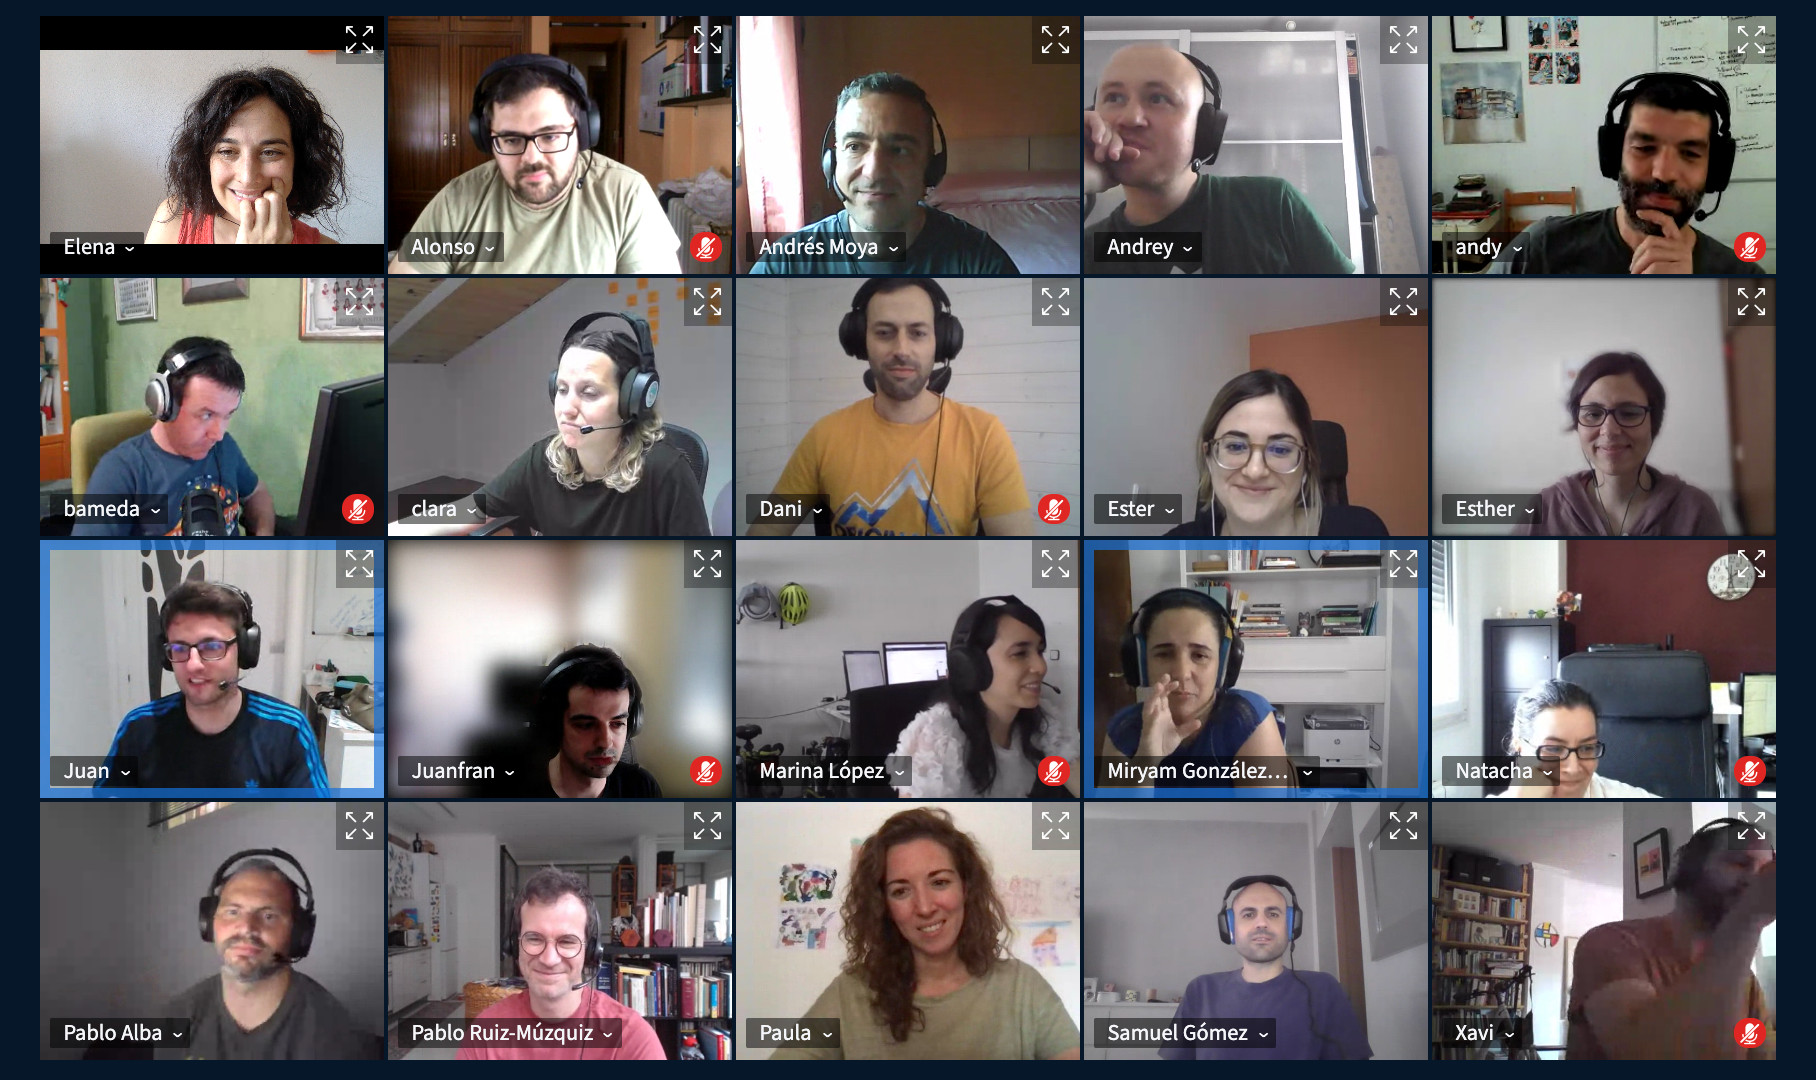 Elena
Alonso
Andrés Moya
Andrey
andy
bameda
clara
Dani
Ester
Esther
Juan
Juanfran
Marina López
Miryam González...
Natacha
Pablo Alba
Pablo Ruiz-Múzquiz
Paula
Samuel Gómez
Xavi